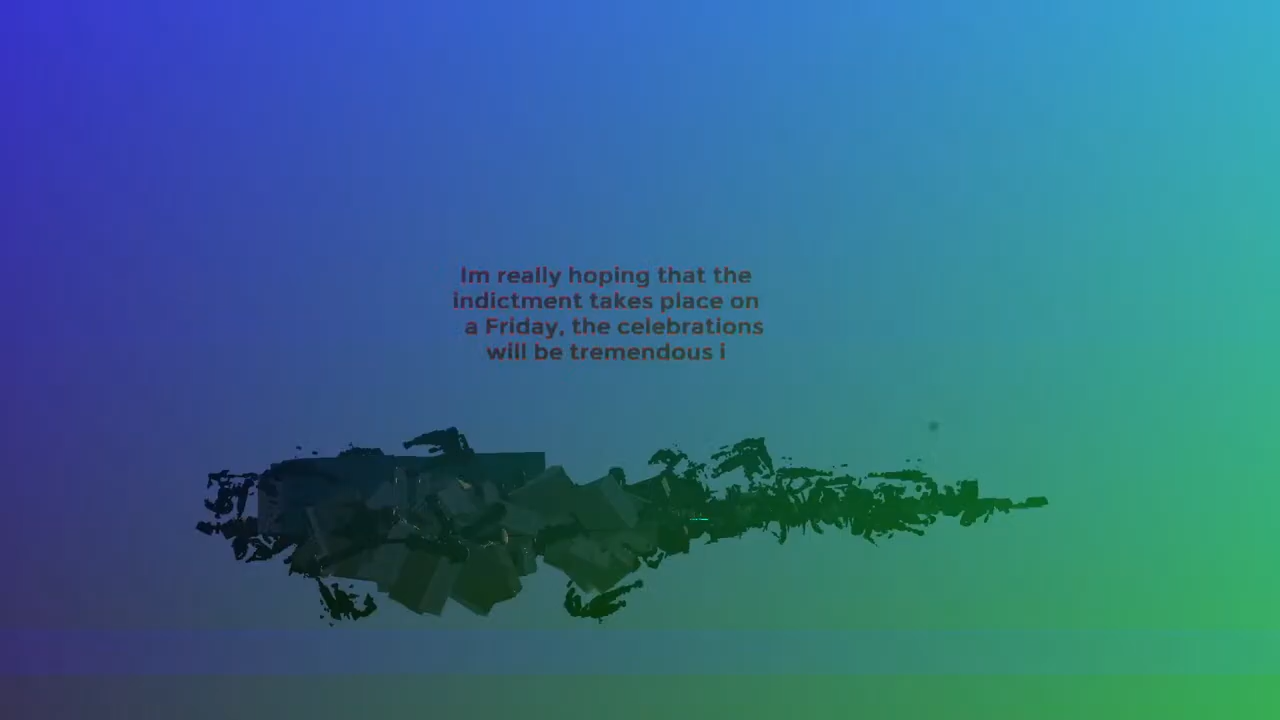 Im really hoping that the
indictment takes place on
a Friday, the celebrations
will be tremendous i